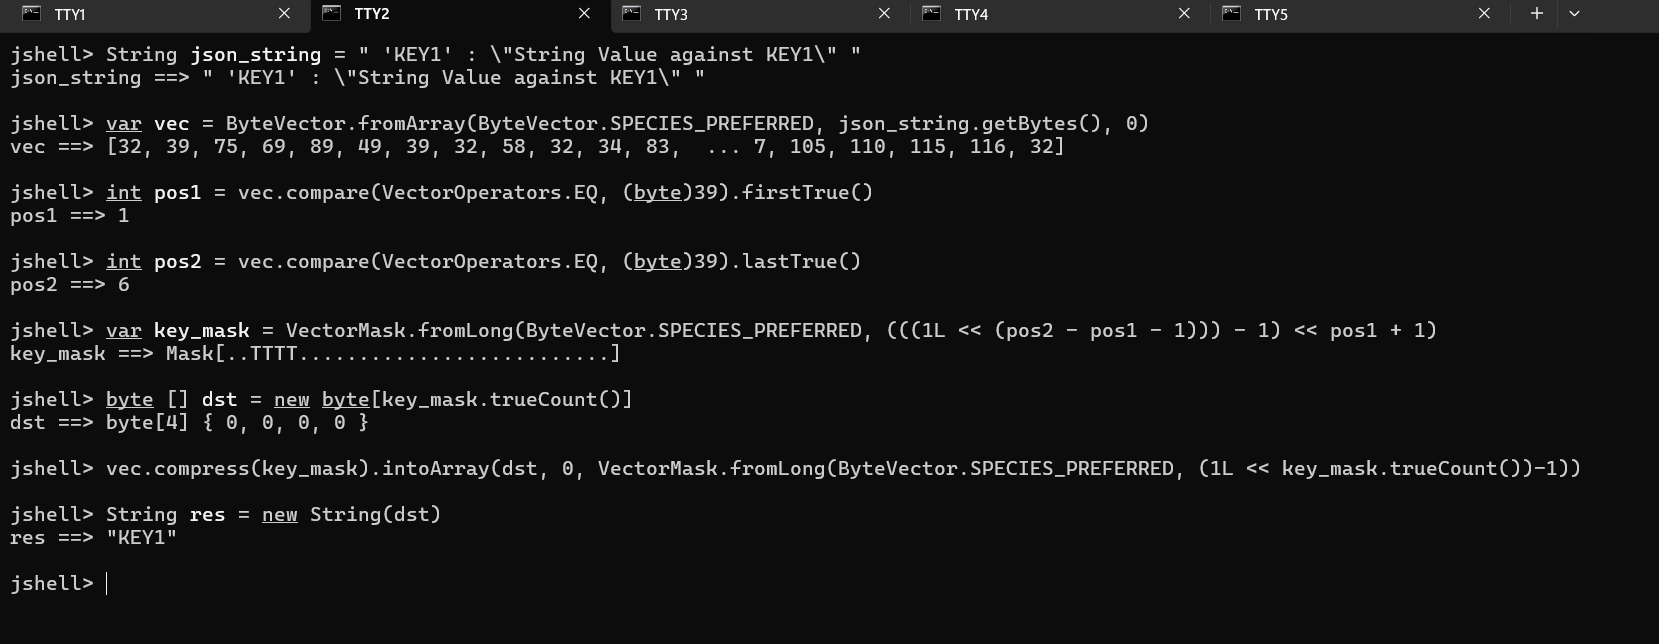 TTY1 TTY2 TTY3 TTY4 TTY5
jshell> String json_string = " 'KEY1' : \"String Value against KEY1\" "
json_string ==> " 'KEY1' : \"String Value against KEY1\" "
jshell> var vec = ByteVector.fromArray(ByteVector.SPECIES_PREFERRED, json_string.getBytes(), 0)
vec ==> [32, 39, 75, 69, 89, 49, 39, 32, 58, 32, 34, 83,  ... 7, 105, 110, 115, 116, 32]
jshell> int pos1 = vec.compare(VectorOperators.EQ, (byte)39).firstTrue()
pos1 ==> 1
jshell> int pos2 = vec.compare(VectorOperators.EQ, (byte)39).lastTrue()
pos2 ==> 6
jshell> var key_mask = VectorMask.fromLong(ByteVector.SPECIES_PREFERRED, (((1L << (pos2 - pos1 - 1))) - 1) << pos1 + 1)
key_mask ==> Mask[..TTTT..........................]
jshell> byte [] dst = new byte[key_mask.trueCount()]
dst ==> byte[4] { 0, 0, 0, 0 }
jshell> vec.compress(key_mask).intoArray(dst, 0, VectorMask.fromLong(ByteVector.SPECIES_PREFERRED, (1L << key_mask.trueCount())-1))
jshell> String res = new String(dst)
res ==> "KEY1"
jshell>